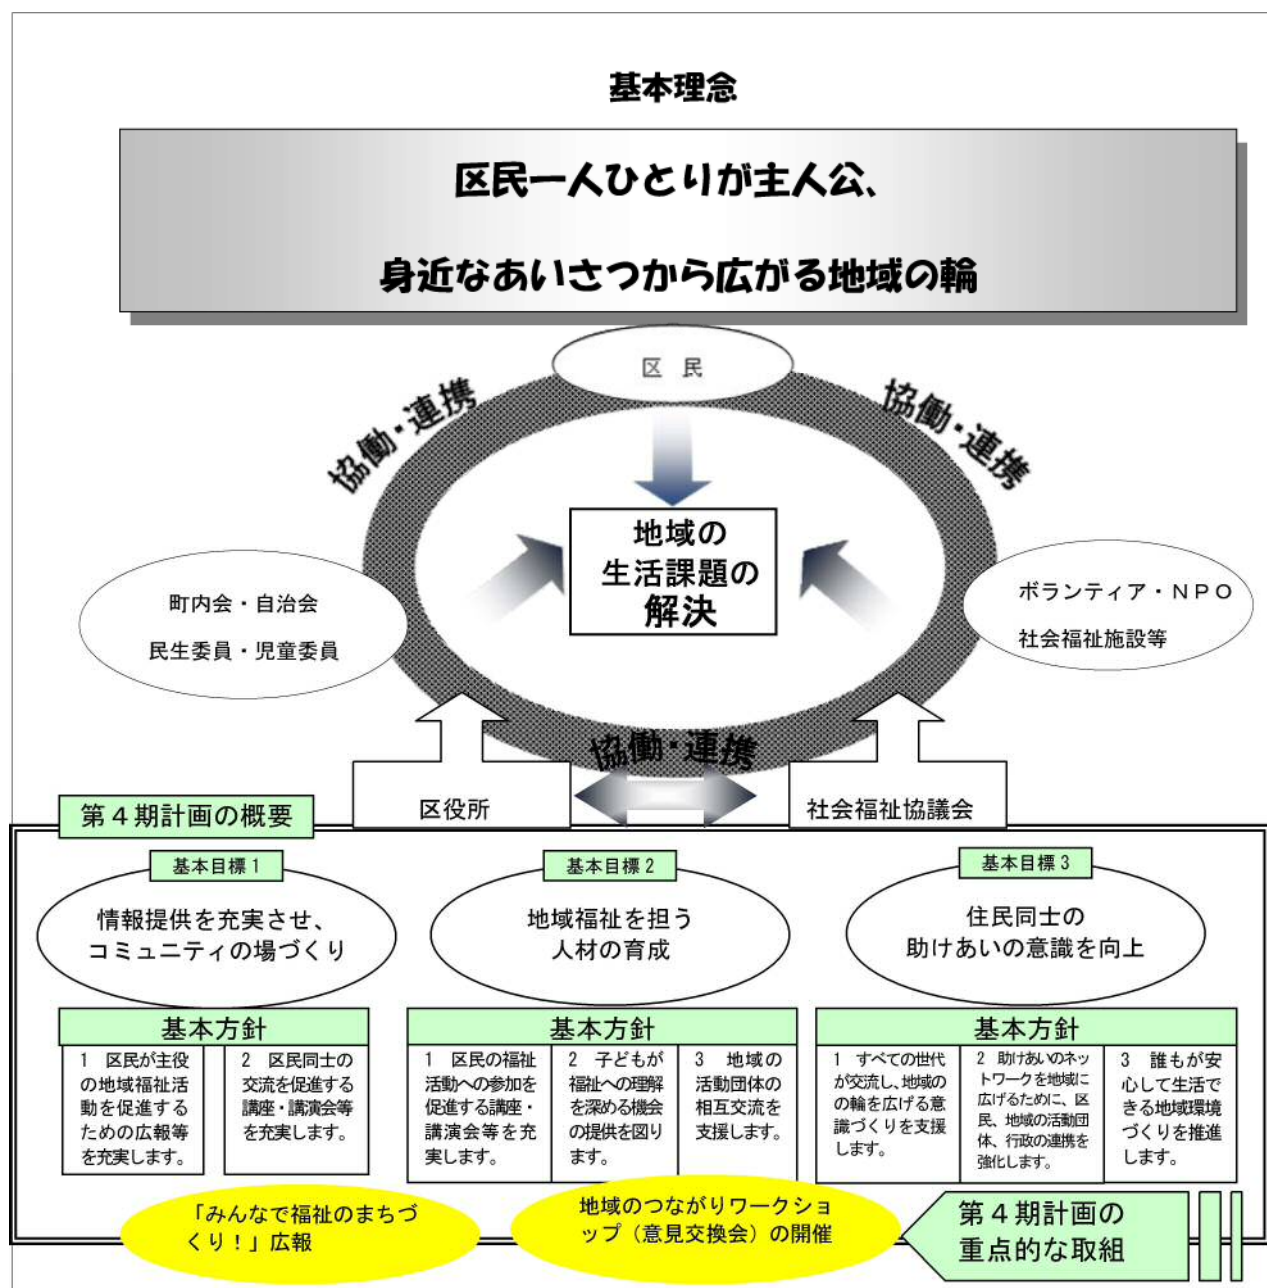 基本理念
区民一人ひとりが主人公、
身近なあいさつから広がる地域の輪
区 民
協働・連携
協働・連携
地域の
生活課題の
解決
町内会・自治会
民生委員・児童委員
ボランティア・ＮＰＯ
社会福祉施設等
協働・連携
区役所
社会福祉協議会
第４期計画の概要
基本目標 1
情報提供を充実させ、
コミュニティの場づくり
基本目標 2
地域福祉を担う
人材の育成
基本目標 3
住民同士の
助けあいの意識を向上
基本方針
1 区民が主役
の地域福祉活
動を促進する
ための広報等
を充実します。
2 区民同士の
交流を促進する
講座・講演会等
を充実します。
基本方針
1 区民の福祉
活動への参加を
促進する講座・
講演会等を充
実します。
2 子どもが
福祉への理解
を深める機会
の提供を図り
ます。
3 地域の
活動団体の
相互交流を
支援します。
基本方針
1 すべての世代
が交流し、地域の
の輪を広げる意
識づくりを支援
します。
2 助けあいのネッ
トワークを地域に
広げるために、区
民、地域の活動団
体、行政の連携を
強化します。
3 誰もが安
心して生活で
きる地域環境
づくりを推進
します。
「みんなで福祉のまちづ
くり！」広報
地域のつながりワークショ
ップ（意見交換会）の開催
第４期計画の
重点的な取組